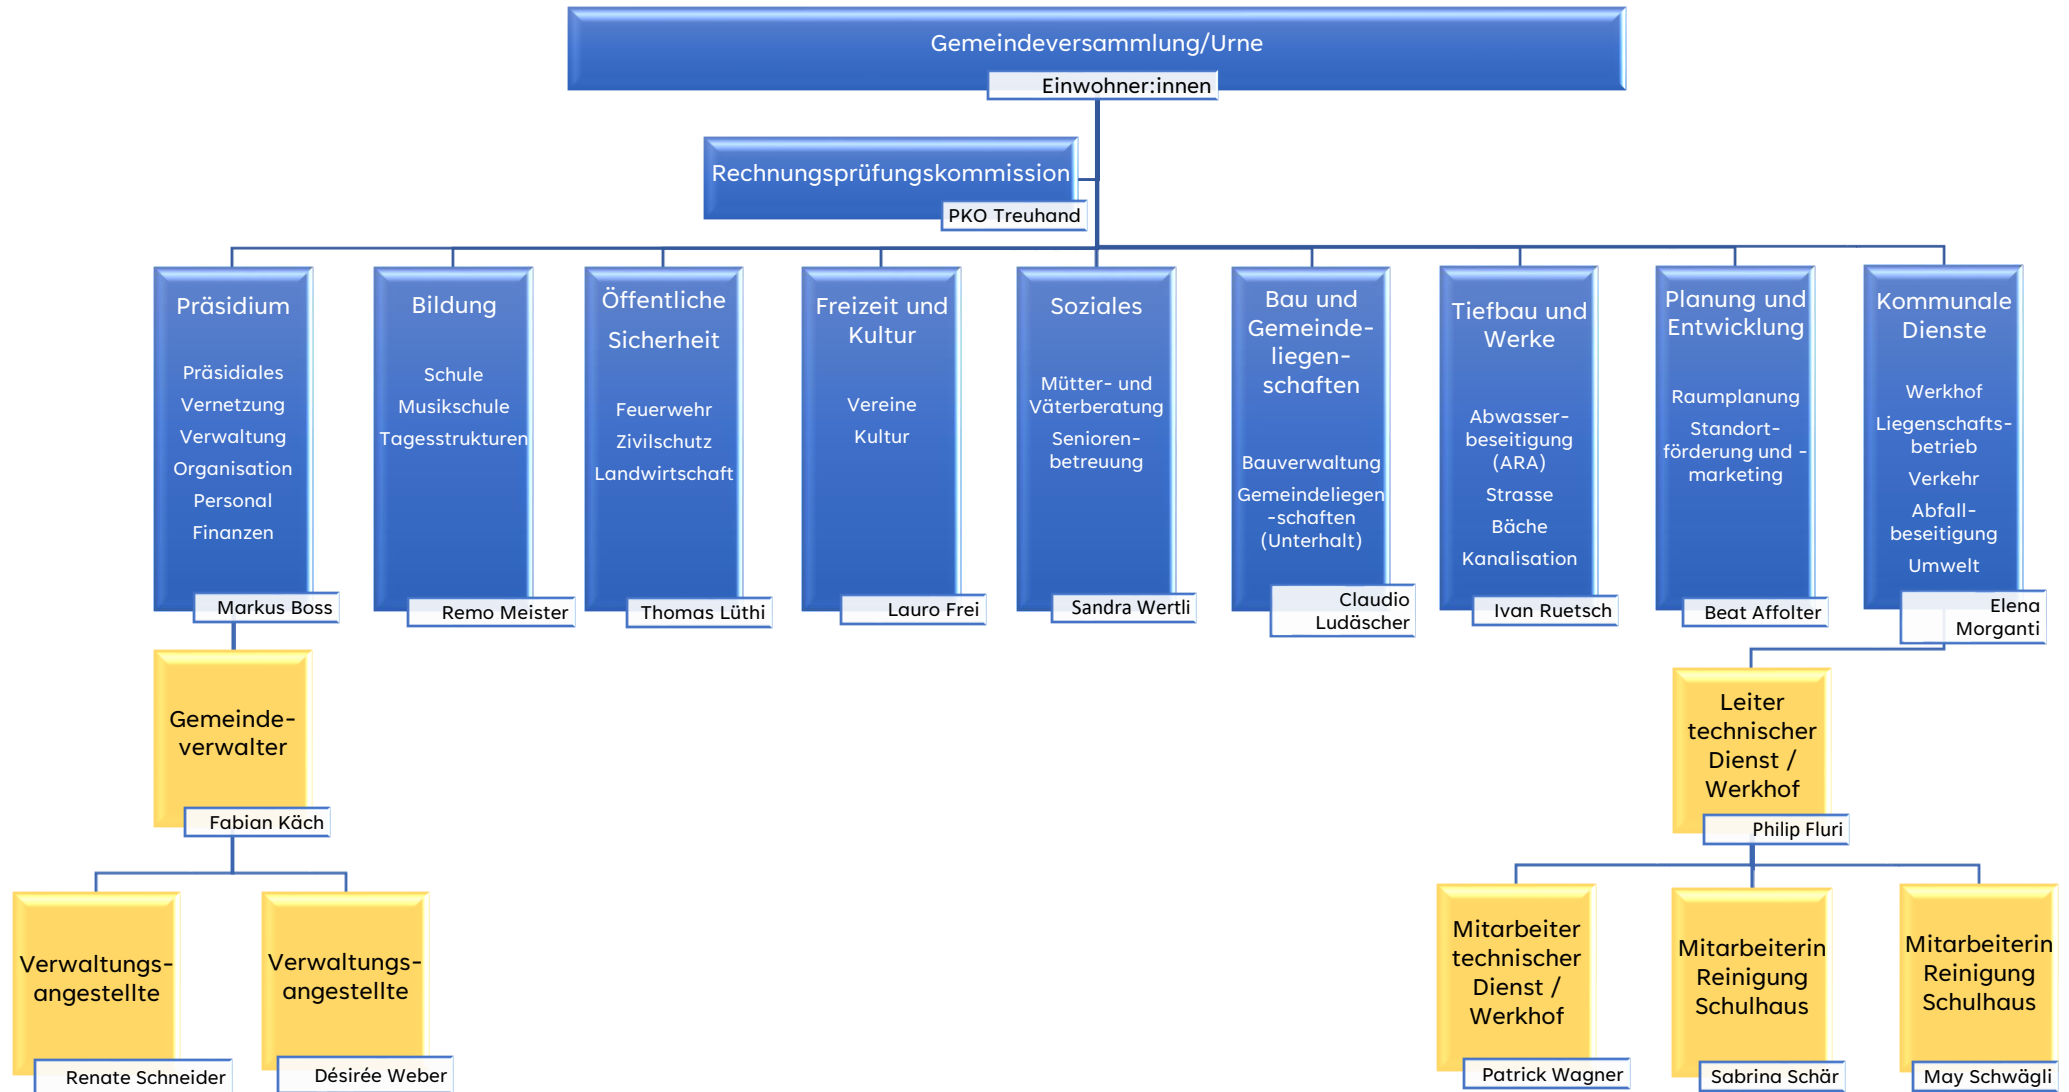 Gemeindeversammlung/Urne
Einwohner:innen
Rechnungsprüfungskommission
PKO Treuhand
Präsidium
Präsidiales
Vernetzung
Verwaltung
Organisation
Personal
Finanzen
Markus Boss
Bildung
Schule
Musikschule
Tagesstrukturen
Remo Meister
Öffentliche
Sicherheit
Feuerwehr
Zivilschutz
Landwirtschaft
Thomas Lüthi
Freizeit und
Kultur
Vereine
Kultur
Lauro Frei
Soziales
Mütter- und
Väterberatung
Senioren-
betreuung
Sandra Wertli
Bau und
Gemeinde-
liegen-
schaften
Bauverwaltung
Gemeindeliegen
-schaften
(Unterhalt)
Claudio
Ludäscher
Tiefbau und
Werke
Abwasser-
beseitigung
(ARA)
Strasse
Bäche
Kanalisation
Ivan Ruetsch
Planung und
Entwicklung
Raumplanung
Standort-
förderung und -
marketing
Beat Affolter
Kommunale
Dienste
Werkhof
Liegenschafts-
betrieb
Verkehr
Abfall-
beseitigung
Umwelt
Elena
Morganti
Gemeinde-
verwalter
Fabian Käch
Leiter
technischer
Dienst /
Werkhof
Philip Fluri
Verwaltungs-
angestellte
Renate Schneider
Verwaltungs-
angestellte
Désirée Weber
Mitarbeiter
technischer
Dienst /
Werkhof
Patrick Wagner
Mitarbeiterin
Reinigung
Schulhaus
Sabrina Schär
Mitarbeiterin
Reinigung
Schulhaus
May Schwägli